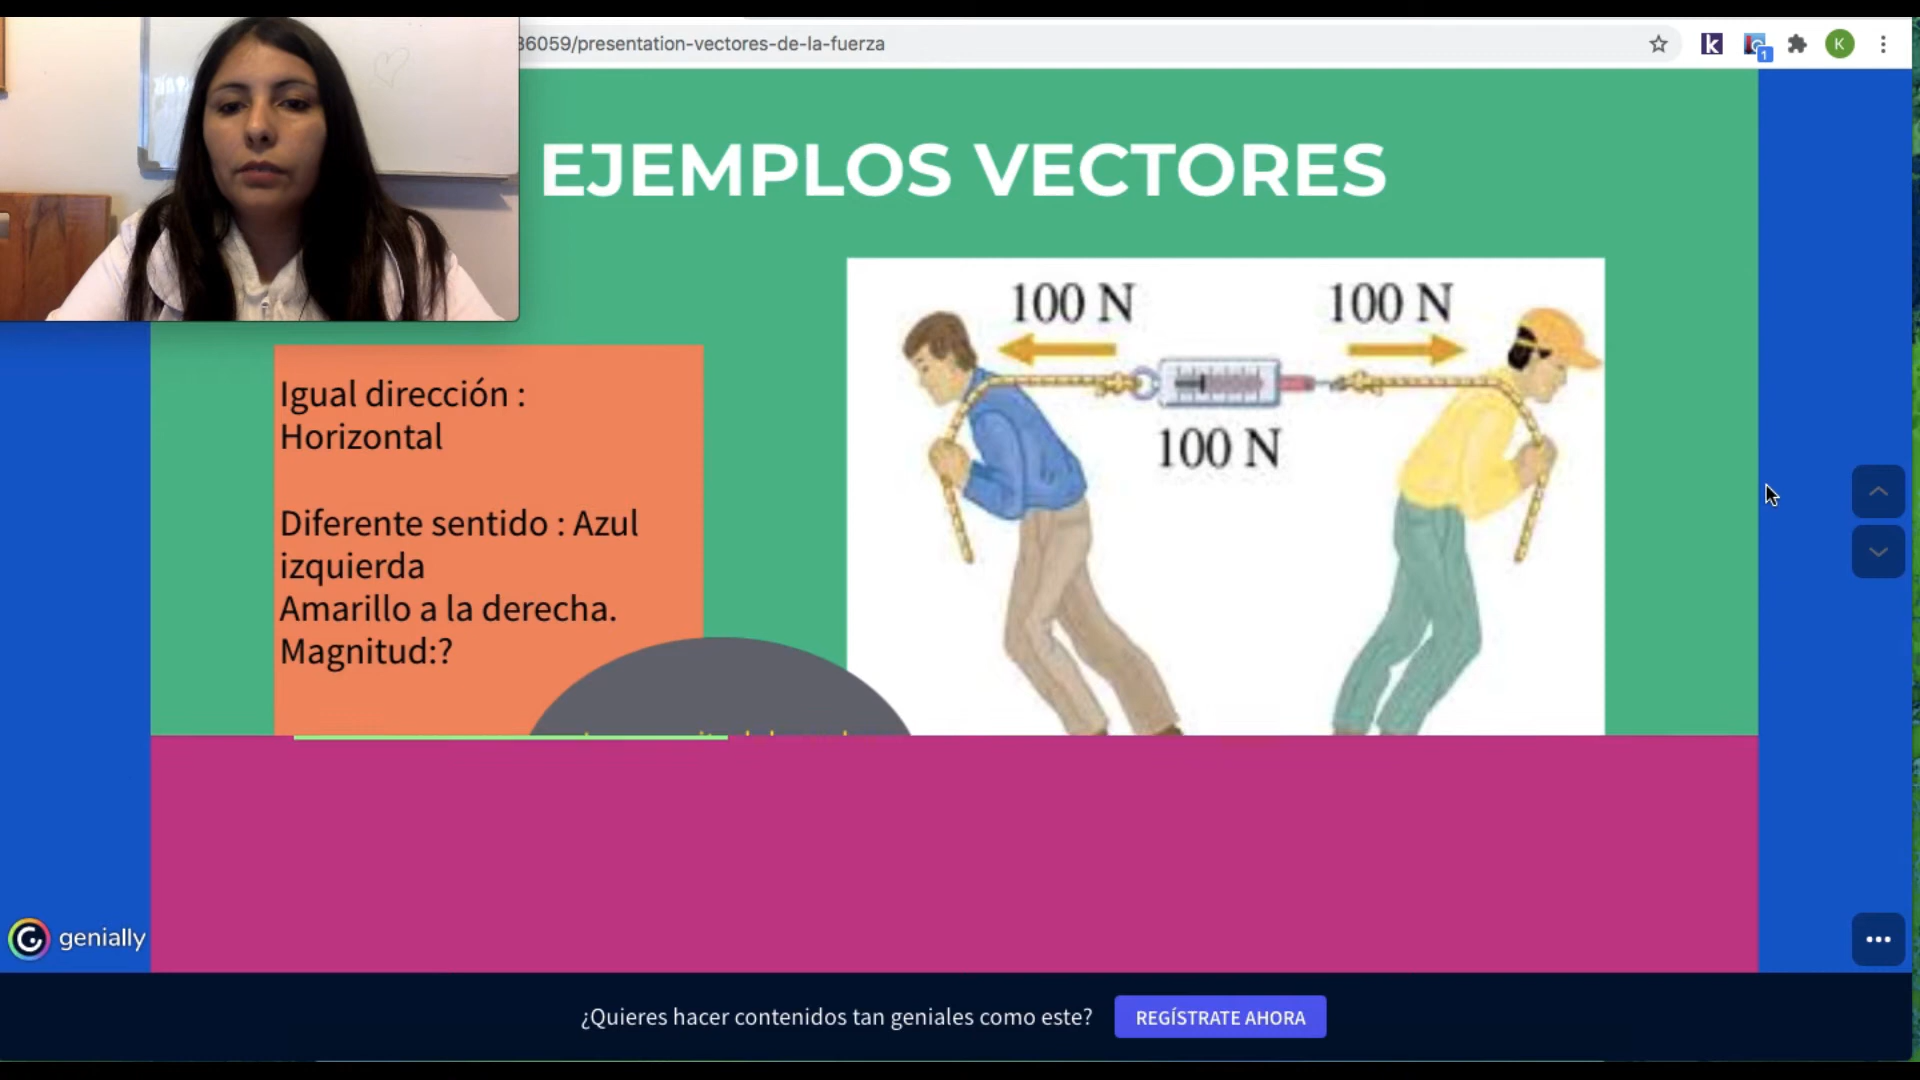 36059/presentation-vectores-de-la-fuerza
K
1
EJEMPLOS VECTORES
100 N
100 N
100 N
Igual dirección :
Horizontal
Diferente sentido : Azul
izquierda
Amarillo a la derecha.
Magnitud:?
genially
¿Quieres hacer contenidos tan geniales como este?
REGÍSTRATE AHORA